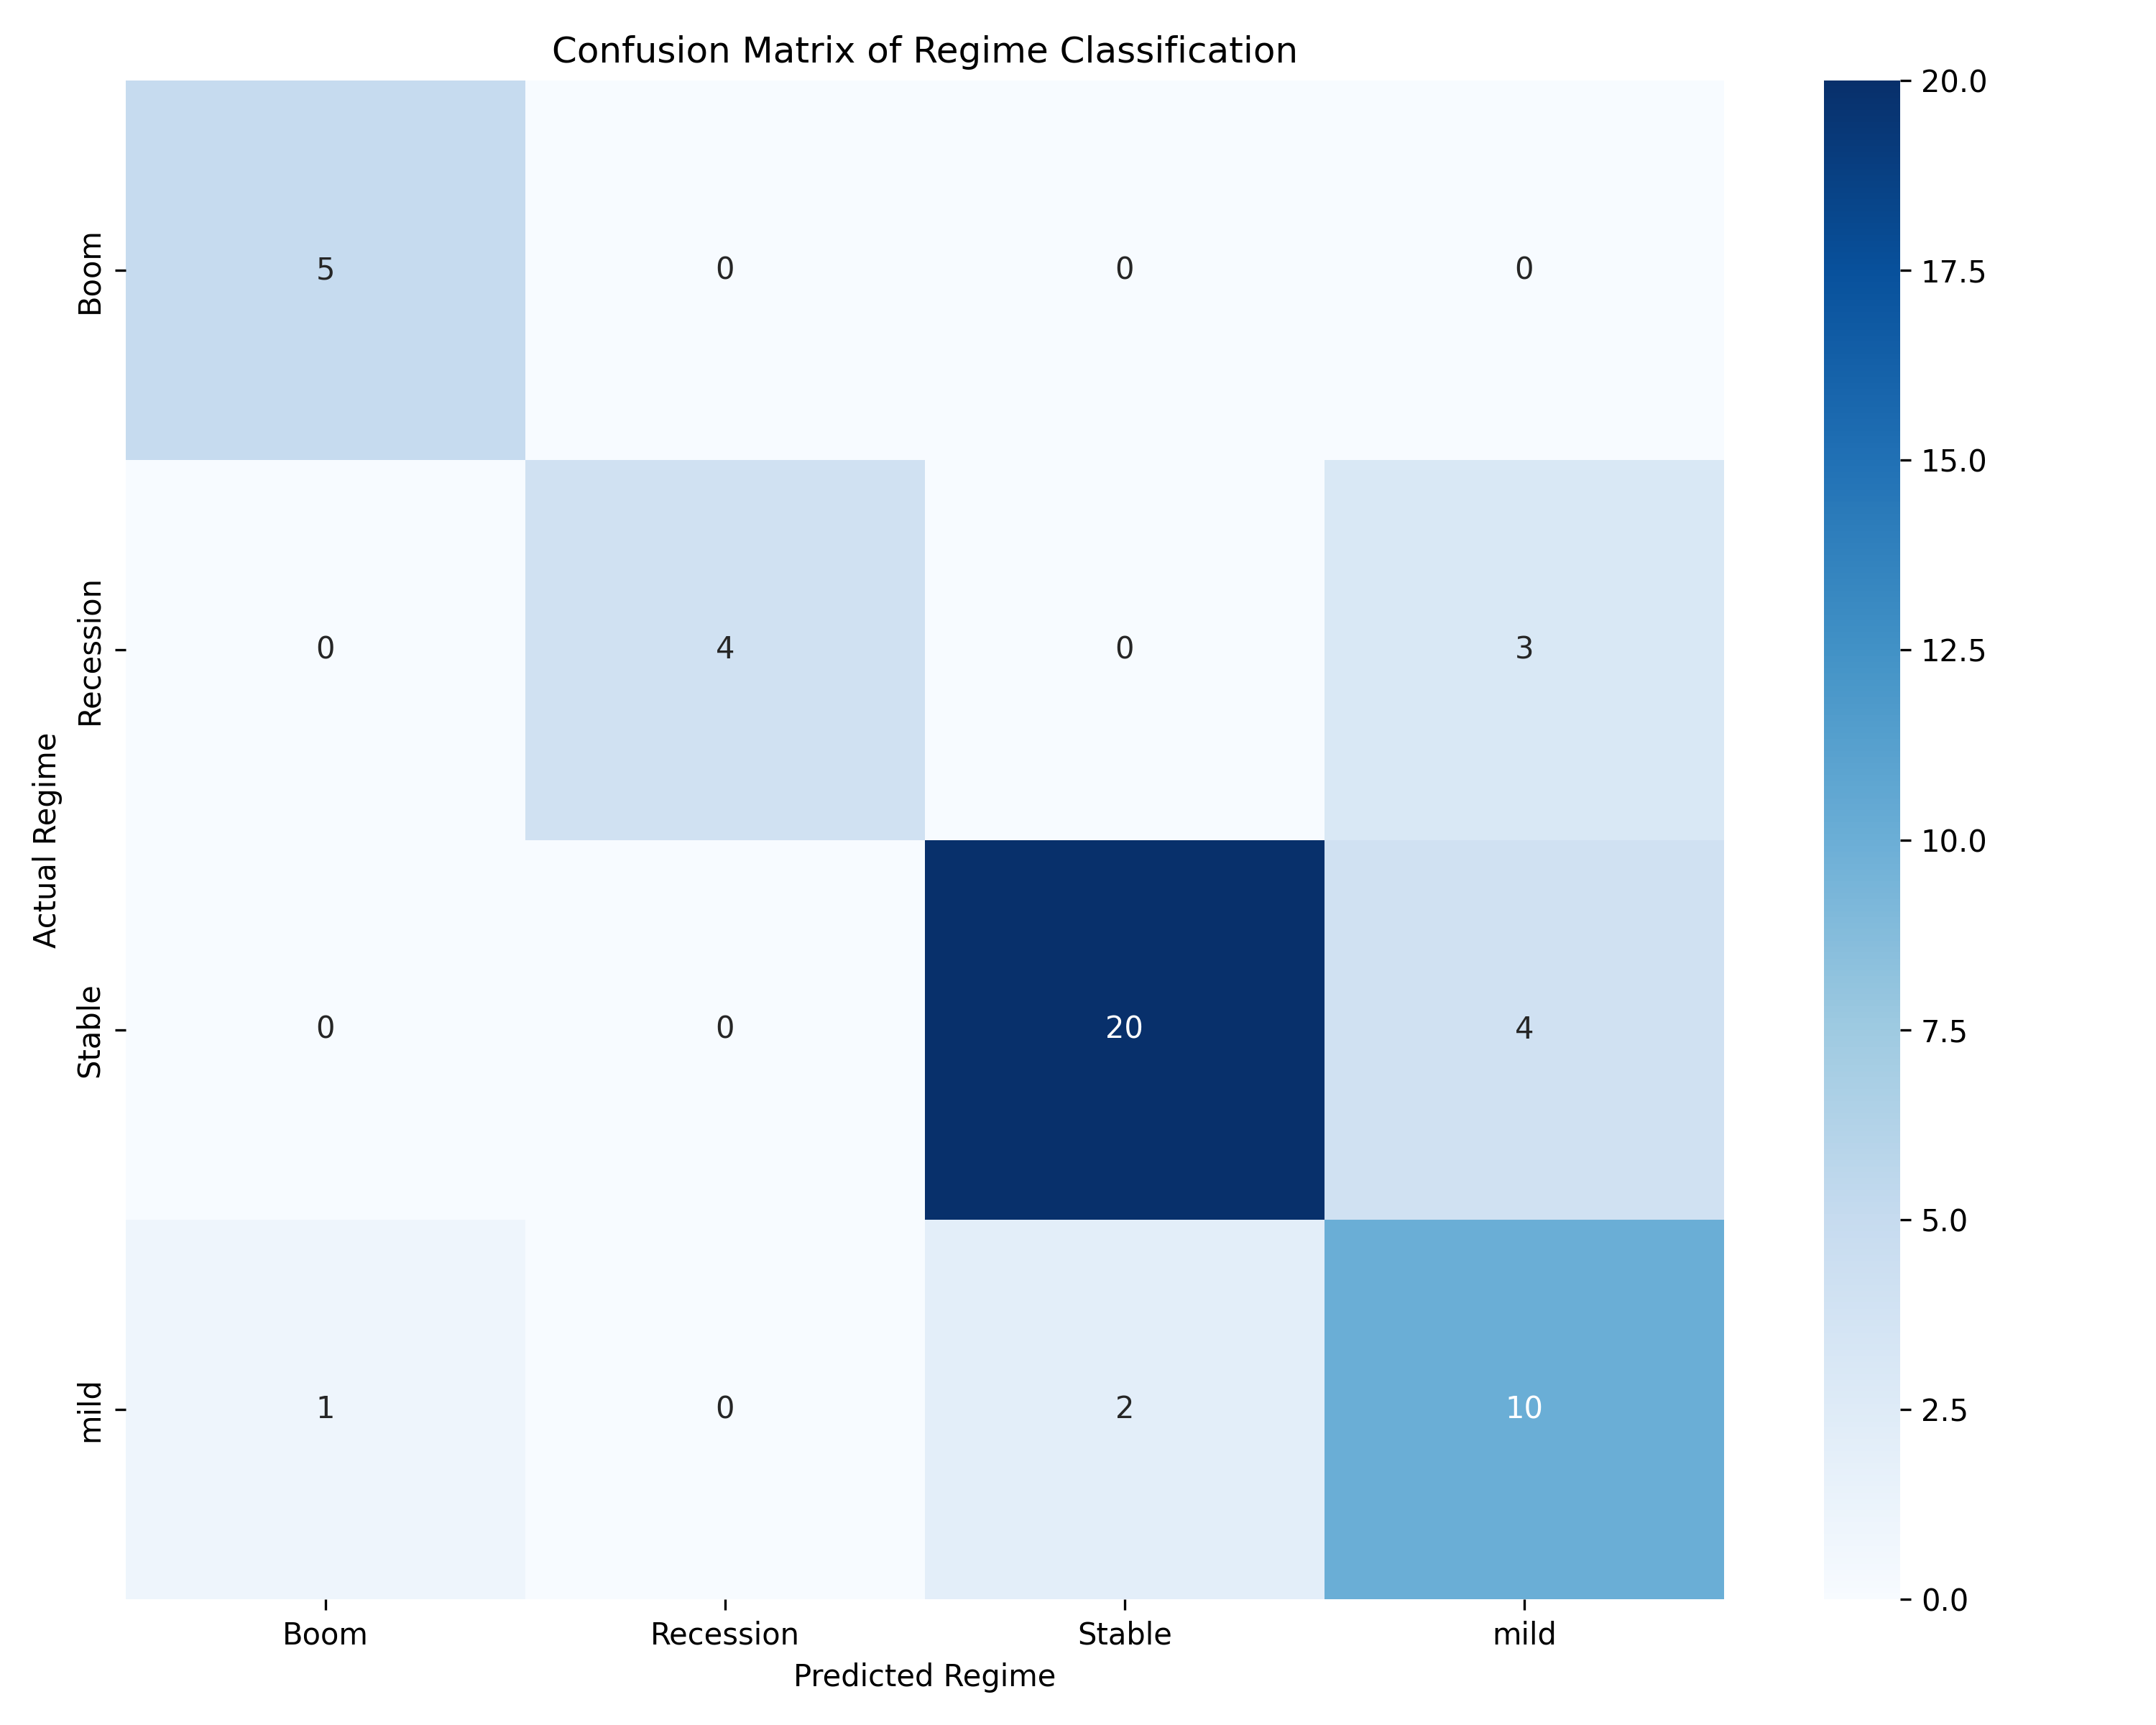 Confusion Matrix of Regime Classification
Boom
5 0 0 0
Recession
0 4 0 3
Stable
0 0 20 4
mild
1 0 2 10
Actual Regime
Boom Recession Stable mild
Predicted Regime
20.0
17.5
15.0
12.5
10.0
7.5
5.0
2.5
0.0